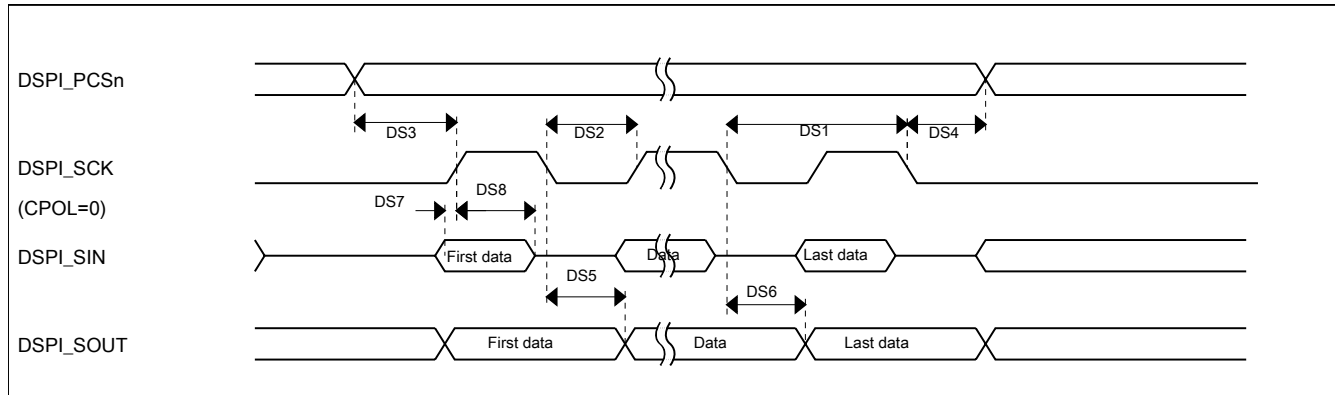 DSPI_PCSn
DS3
DS2
DS1
DS4
DSPI_SCK
(CPOL=0)
DS7
DS8
DSPI_SIN
First data
Data
Last data
DS5
DS6
DSPI_SOUT
First data
Data
Last data